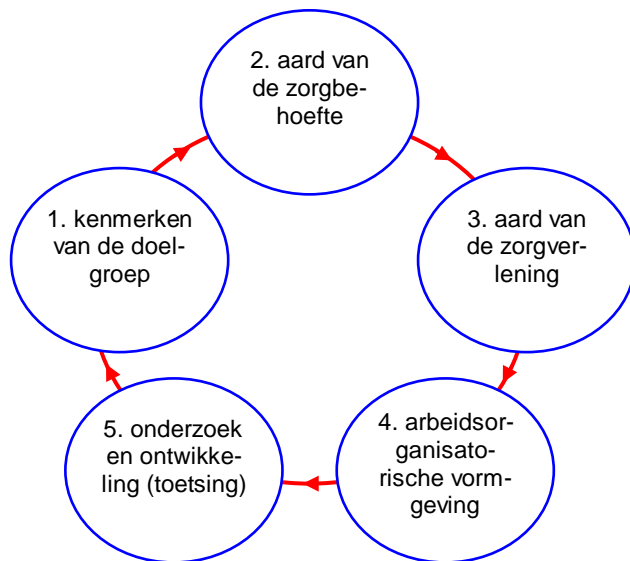 1. kenmerken
van de doel-
groep
2. aard van
de zorgbe-
hoefte
3. aard van
de zorgver-
lening
4. arbeidsor-
ganisato-
rische vorm-
geving
5. onderzoek
en ontwikke-
ling (toetsing)